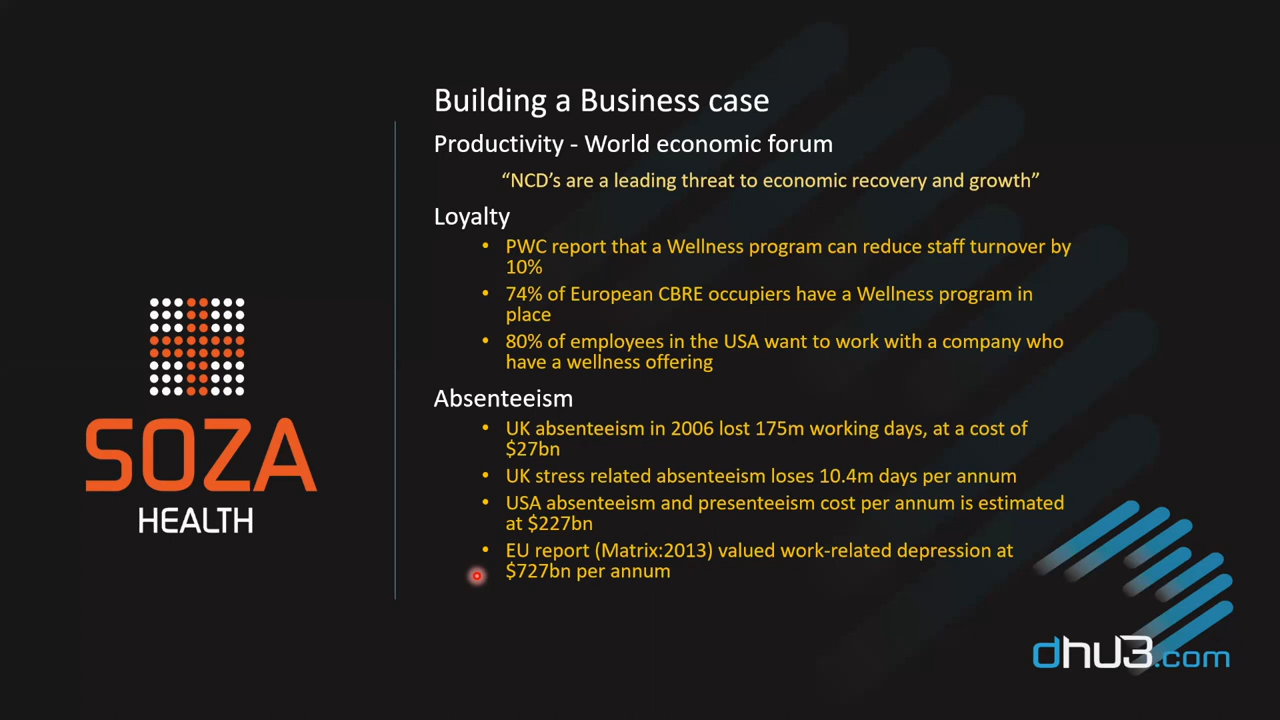 Building a Business case
Productivity - World economic forum
“NCD’s are a leading threat to economic recovery and growth”
Loyalty
• PWC report that a Wellness program can reduce staff turnover by
10%
• 74% of European CBRE occupiers have a Wellness program in
place
• 80% of employees in the USA want to work with a company who
have a wellness offering
Absenteeism
• UK absenteeism in 2006 lost 175m working days, at a cost of
$27bn
• UK stress related absenteeism loses 10.4m days per annum
• USA absenteeism and presenteeism cost per annum is estimated
at $227bn
• EU report (Matrix:2013) valued work-related depression at
$727bn per annum
SOZA
HEALTH
dhu3.com